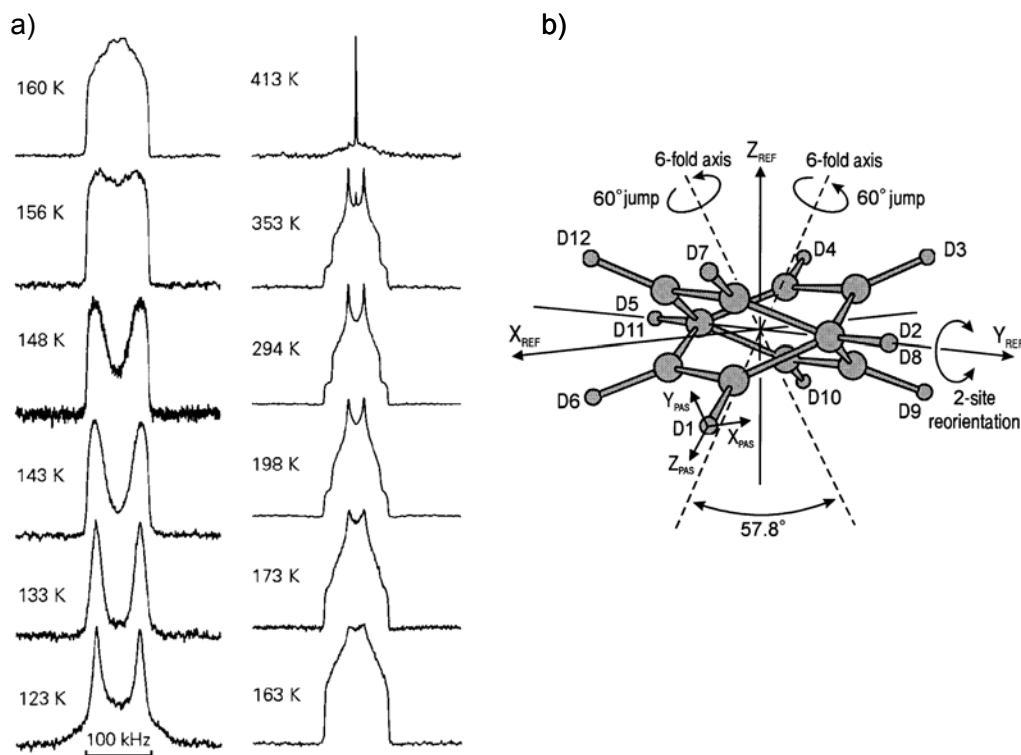 a)
160 K
156 K
148 K
143 K
133 K
123 K
100 kHz
413 K
353 K
294 K
198 K
173 K
163 K
b)
6-fold axis
Z REF
6-fold axis
60° jump
60° jump
D12
D7
D4
D3
D5
D11
D2
D8
X REF
Y REF
D6
D10
D9
2-site
reorientation
Y PAS
D1
X PAS
Z PAS
57.8°